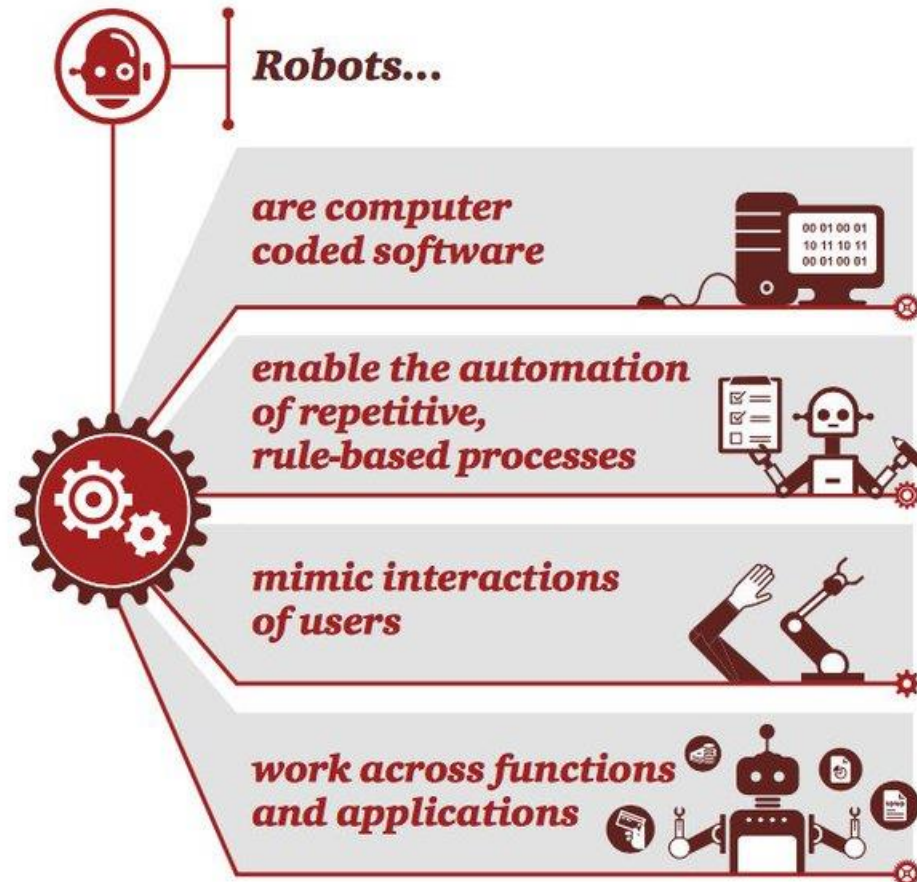 Robots...
are computer
coded software
00 01 00 01
10 11 10 11
00 01 00 01
enable the automation
of repetitive,
rule-based processes
mimic interactions
of users
work across functions
and applications